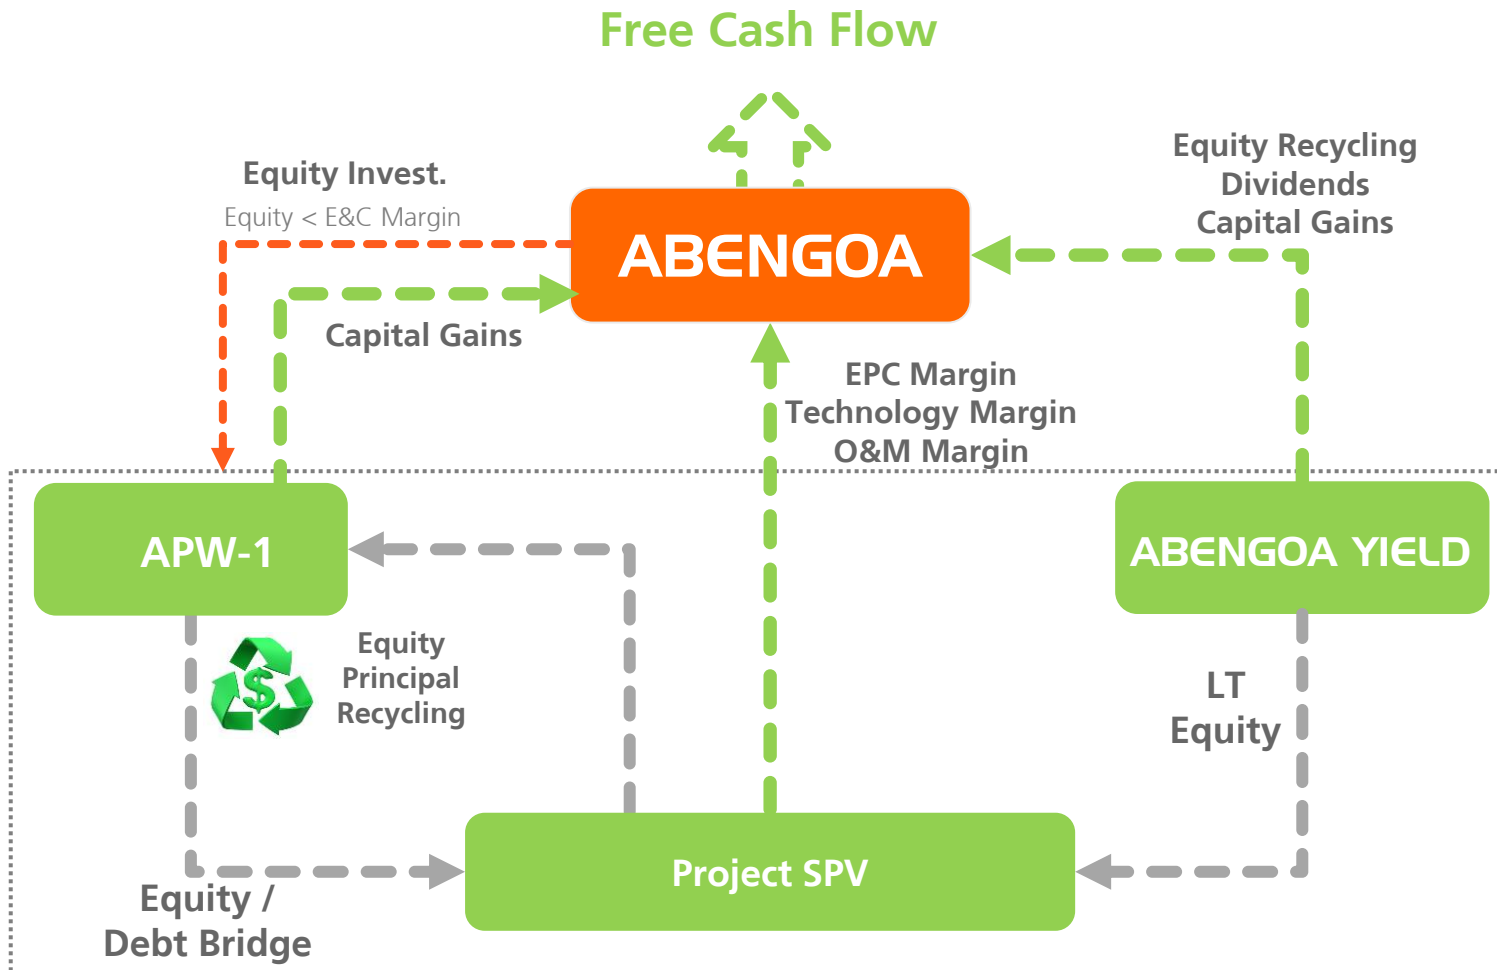 Free Cash Flow
Equity Invest.
Equity < E&C Margin
ABENGOA
Equity Recycling
Dividends
Capital Gains
Capital Gains
EPC Margin
Technology Margin
O&M Margin
APW-1
ABENGOA YIELD
$
Equity
Principal
Recycling
LT
Equity
Project SPV
Equity /
Debt Bridge